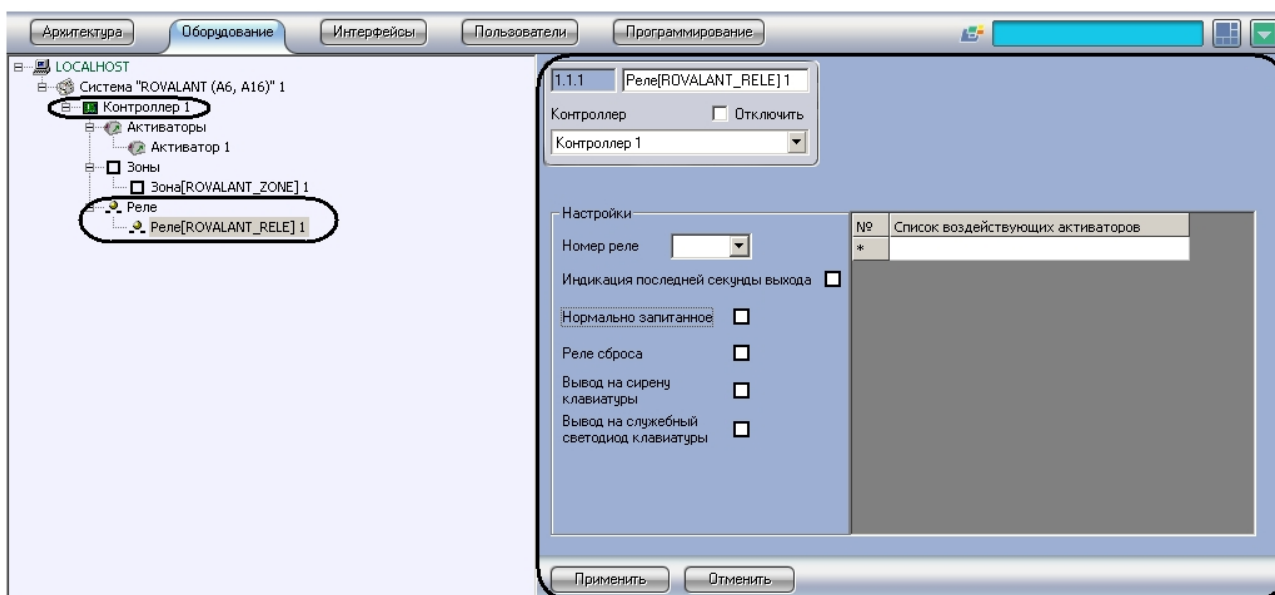 Архитектура Оборудование Интерфейсы Пользователи Программирование
LOCALHOST
Система "ROVALANT (A6, A16)" 1
Контроллер 1
Активаторы
Активатор 1
Зоны
Зона[ROVALANT_ZONE] 1
Реле
Реле[ROVALANT_RELE] 1
1.1.1 Реле[ROVALANT_RELE] 1
Контроллер Отключить
Контроллер 1
Настройки
Номер реле
Индикация последней секунды выхода
Нормально запитанное
Реле сброса
Вывод на сирену
клавиатуры
Вывод на служебный
светодиод клавиатуры
№ Список воздействующих активаторов
*
Применить Отменить